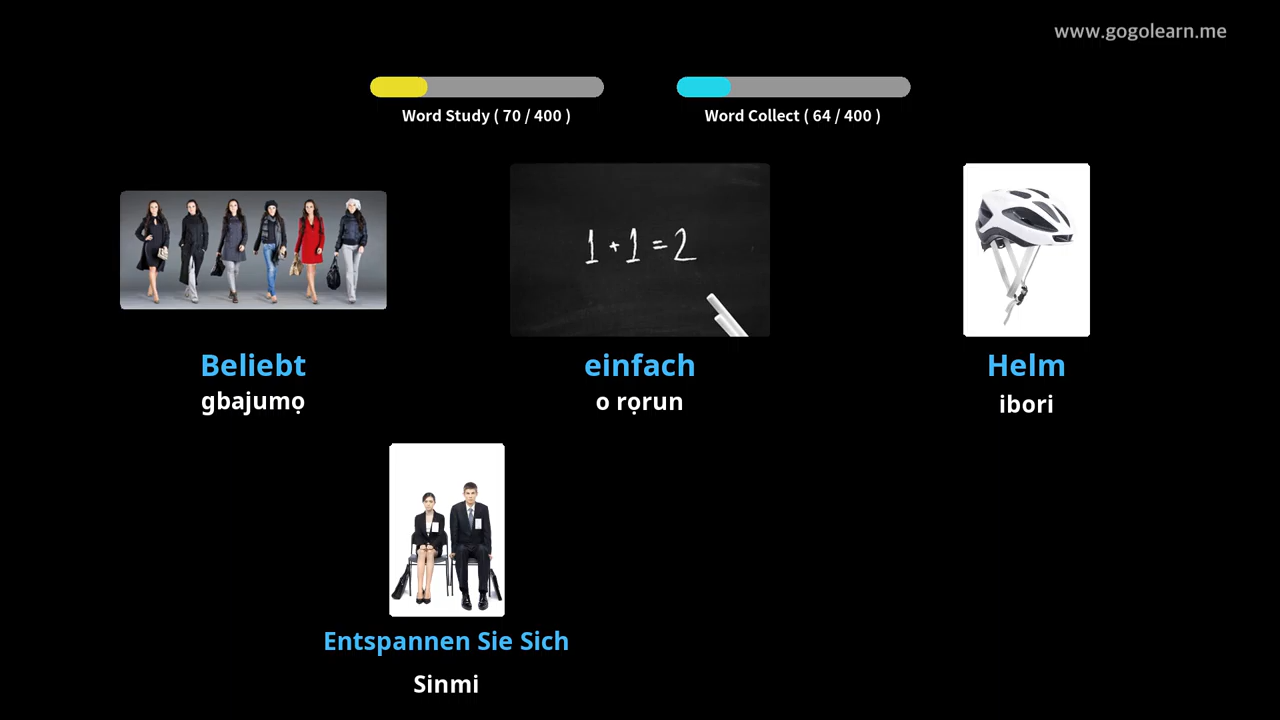 www.gogolearn.me
Word Study ( 70 / 400 )
Word Collect ( 64 / 400 )
1 + 1 = 2
Beliebt
gbajumọ
einfach
o rọrun
Helm
ibori
Entspannen Sie Sich
Sinmi